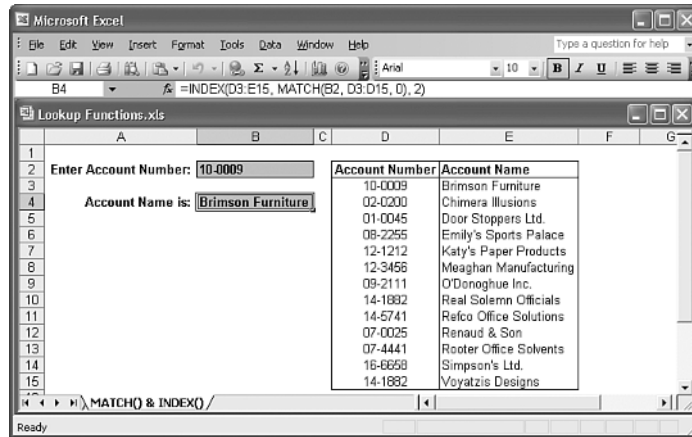 Microsoft Excel
File Edit View Insert Format Tools Data Window Help Type a question for help
Arial 10 B I U
B4 fx =INDEX(D3:E15, MATCH(B2, D3:D15, 0), 2)
Lookup Functions.xls
A B C D E F G
1
2 Enter Account Number: 10-0009 Account Number Account Name
3 10-0009 Brimson Furniture
4 Account Name is: Brimson Furniture 02-0200 Chimera Illusions
5 01-0045 Door Stoppers Ltd.
6 08-2255 Emily's Sports Palace
7 12-1212 Katy's Paper Products
8 12-3456 Meaghan Manufacturing
9 09-2111 O'Donoghue Inc.
10 14-1882 Real Solemn Officials
11 14-5741 Refco Office Solutions
12 07-0025 Renaud & Son
13 07-4441 Rooter Office Solvents
14 16-6658 Simpson's Ltd.
15 14-1882 Voyatzis Designs
MATCH() & INDEX()
Ready